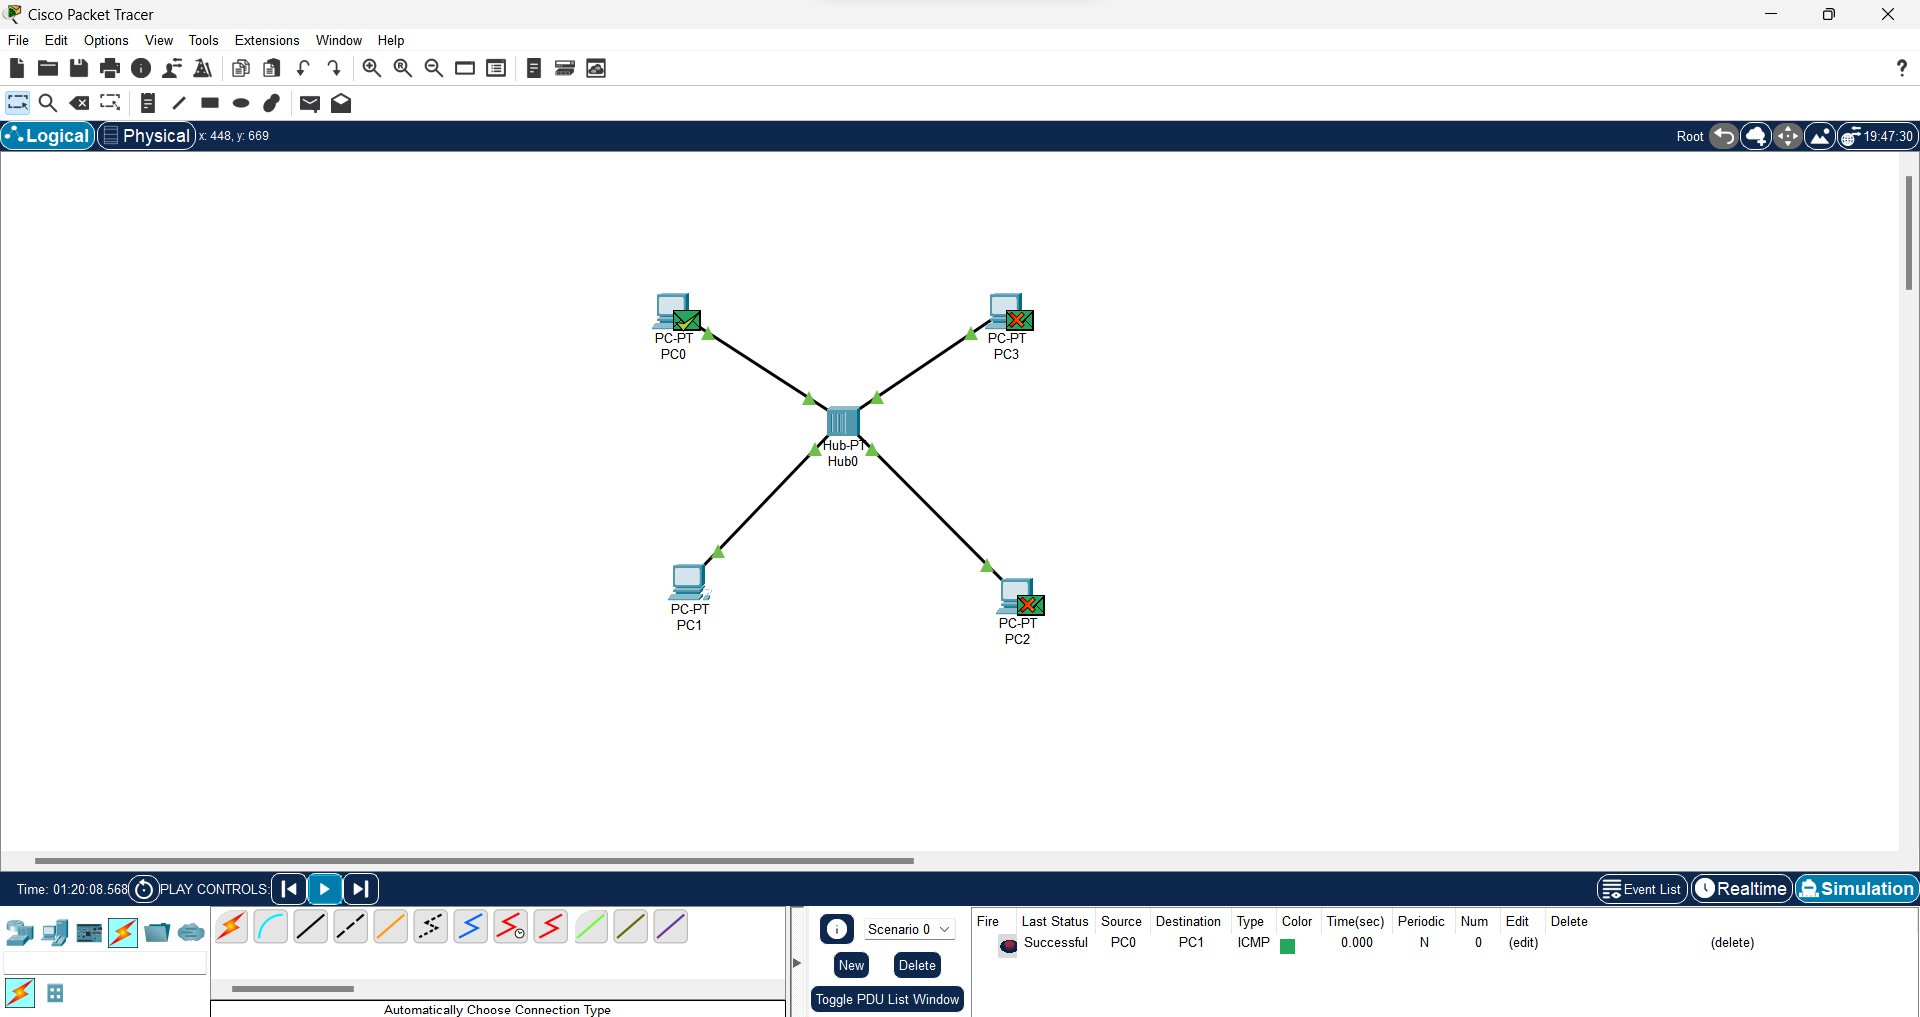 Cisco Packet Tracer
File Edit Options View Tools Extensions Window Help
?
Logical Physical x: 448, y: 669 Root 19:47:30
PC-PT
PC0
PC-PT
PC3
Hub-PT
Hub0
PC-PT
PC1
PC-PT
PC2
Time: 01:20:08.568 PLAY CONTROLS: Event List Realtime Simulation
Scenario 0
New Delete
Toggle PDU List Window
Fire Last Status Source Destination Type Color Time(sec) Periodic Num Edit Delete
Successful PC0 PC1 ICMP 0.000 N 0 (edit) (delete)
Automatically Choose Connection Type